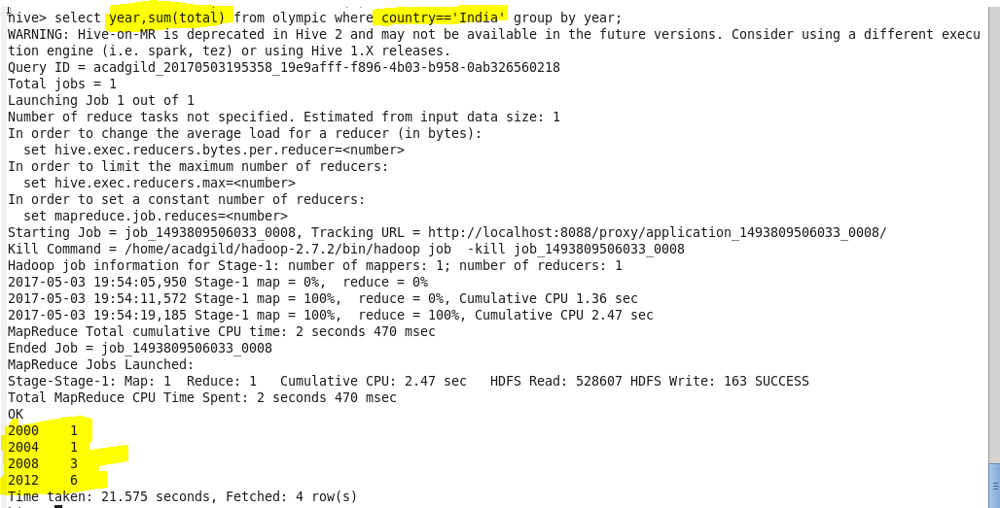 hive> select year,sum(total) from olympic where country=='India' group by year;
WARNING: Hive-on-MR is deprecated in Hive 2 and may not be available in the future versions. Consider using a different execu
tion engine (i.e. spark, tez) or using Hive 1.X releases.
Query ID = acadgild_20170503195358_19e9afff-f896-4b03-b958-0ab326560218
Total jobs = 1
Launching Job 1 out of 1
Number of reduce tasks not specified. Estimated from input data size: 1
In order to change the average load for a reducer (in bytes):
  set hive.exec.reducers.bytes.per.reducer=<number>
In order to limit the maximum number of reducers:
  set hive.exec.reducers.max=<number>
In order to set a constant number of reducers:
  set mapreduce.job.reduces=<number>
Starting Job = job_1493809506033_0008, Tracking URL = http://localhost:8088/proxy/application_1493809506033_0008/
Kill Command = /home/acadgild/hadoop-2.7.2/bin/hadoop job  -kill job_1493809506033_0008
Hadoop job information for Stage-1: number of mappers: 1; number of reducers: 1
2017-05-03 19:54:05,950 Stage-1 map = 0%,  reduce = 0%
2017-05-03 19:54:11,572 Stage-1 map = 100%,  reduce = 0%, Cumulative CPU 1.36 sec
2017-05-03 19:54:19,185 Stage-1 map = 100%,  reduce = 100%, Cumulative CPU 2.47 sec
MapReduce Total cumulative CPU time: 2 seconds 470 msec
Ended Job = job_1493809506033_0008
MapReduce Jobs Launched:
Stage-Stage-1: Map: 1  Reduce: 1   Cumulative CPU: 2.47 sec   HDFS Read: 528607 HDFS Write: 163 SUCCESS
Total MapReduce CPU Time Spent: 2 seconds 470 msec
OK
2000    1
2004    1
2008    3
2012    6
Time taken: 21.575 seconds, Fetched: 4 row(s)